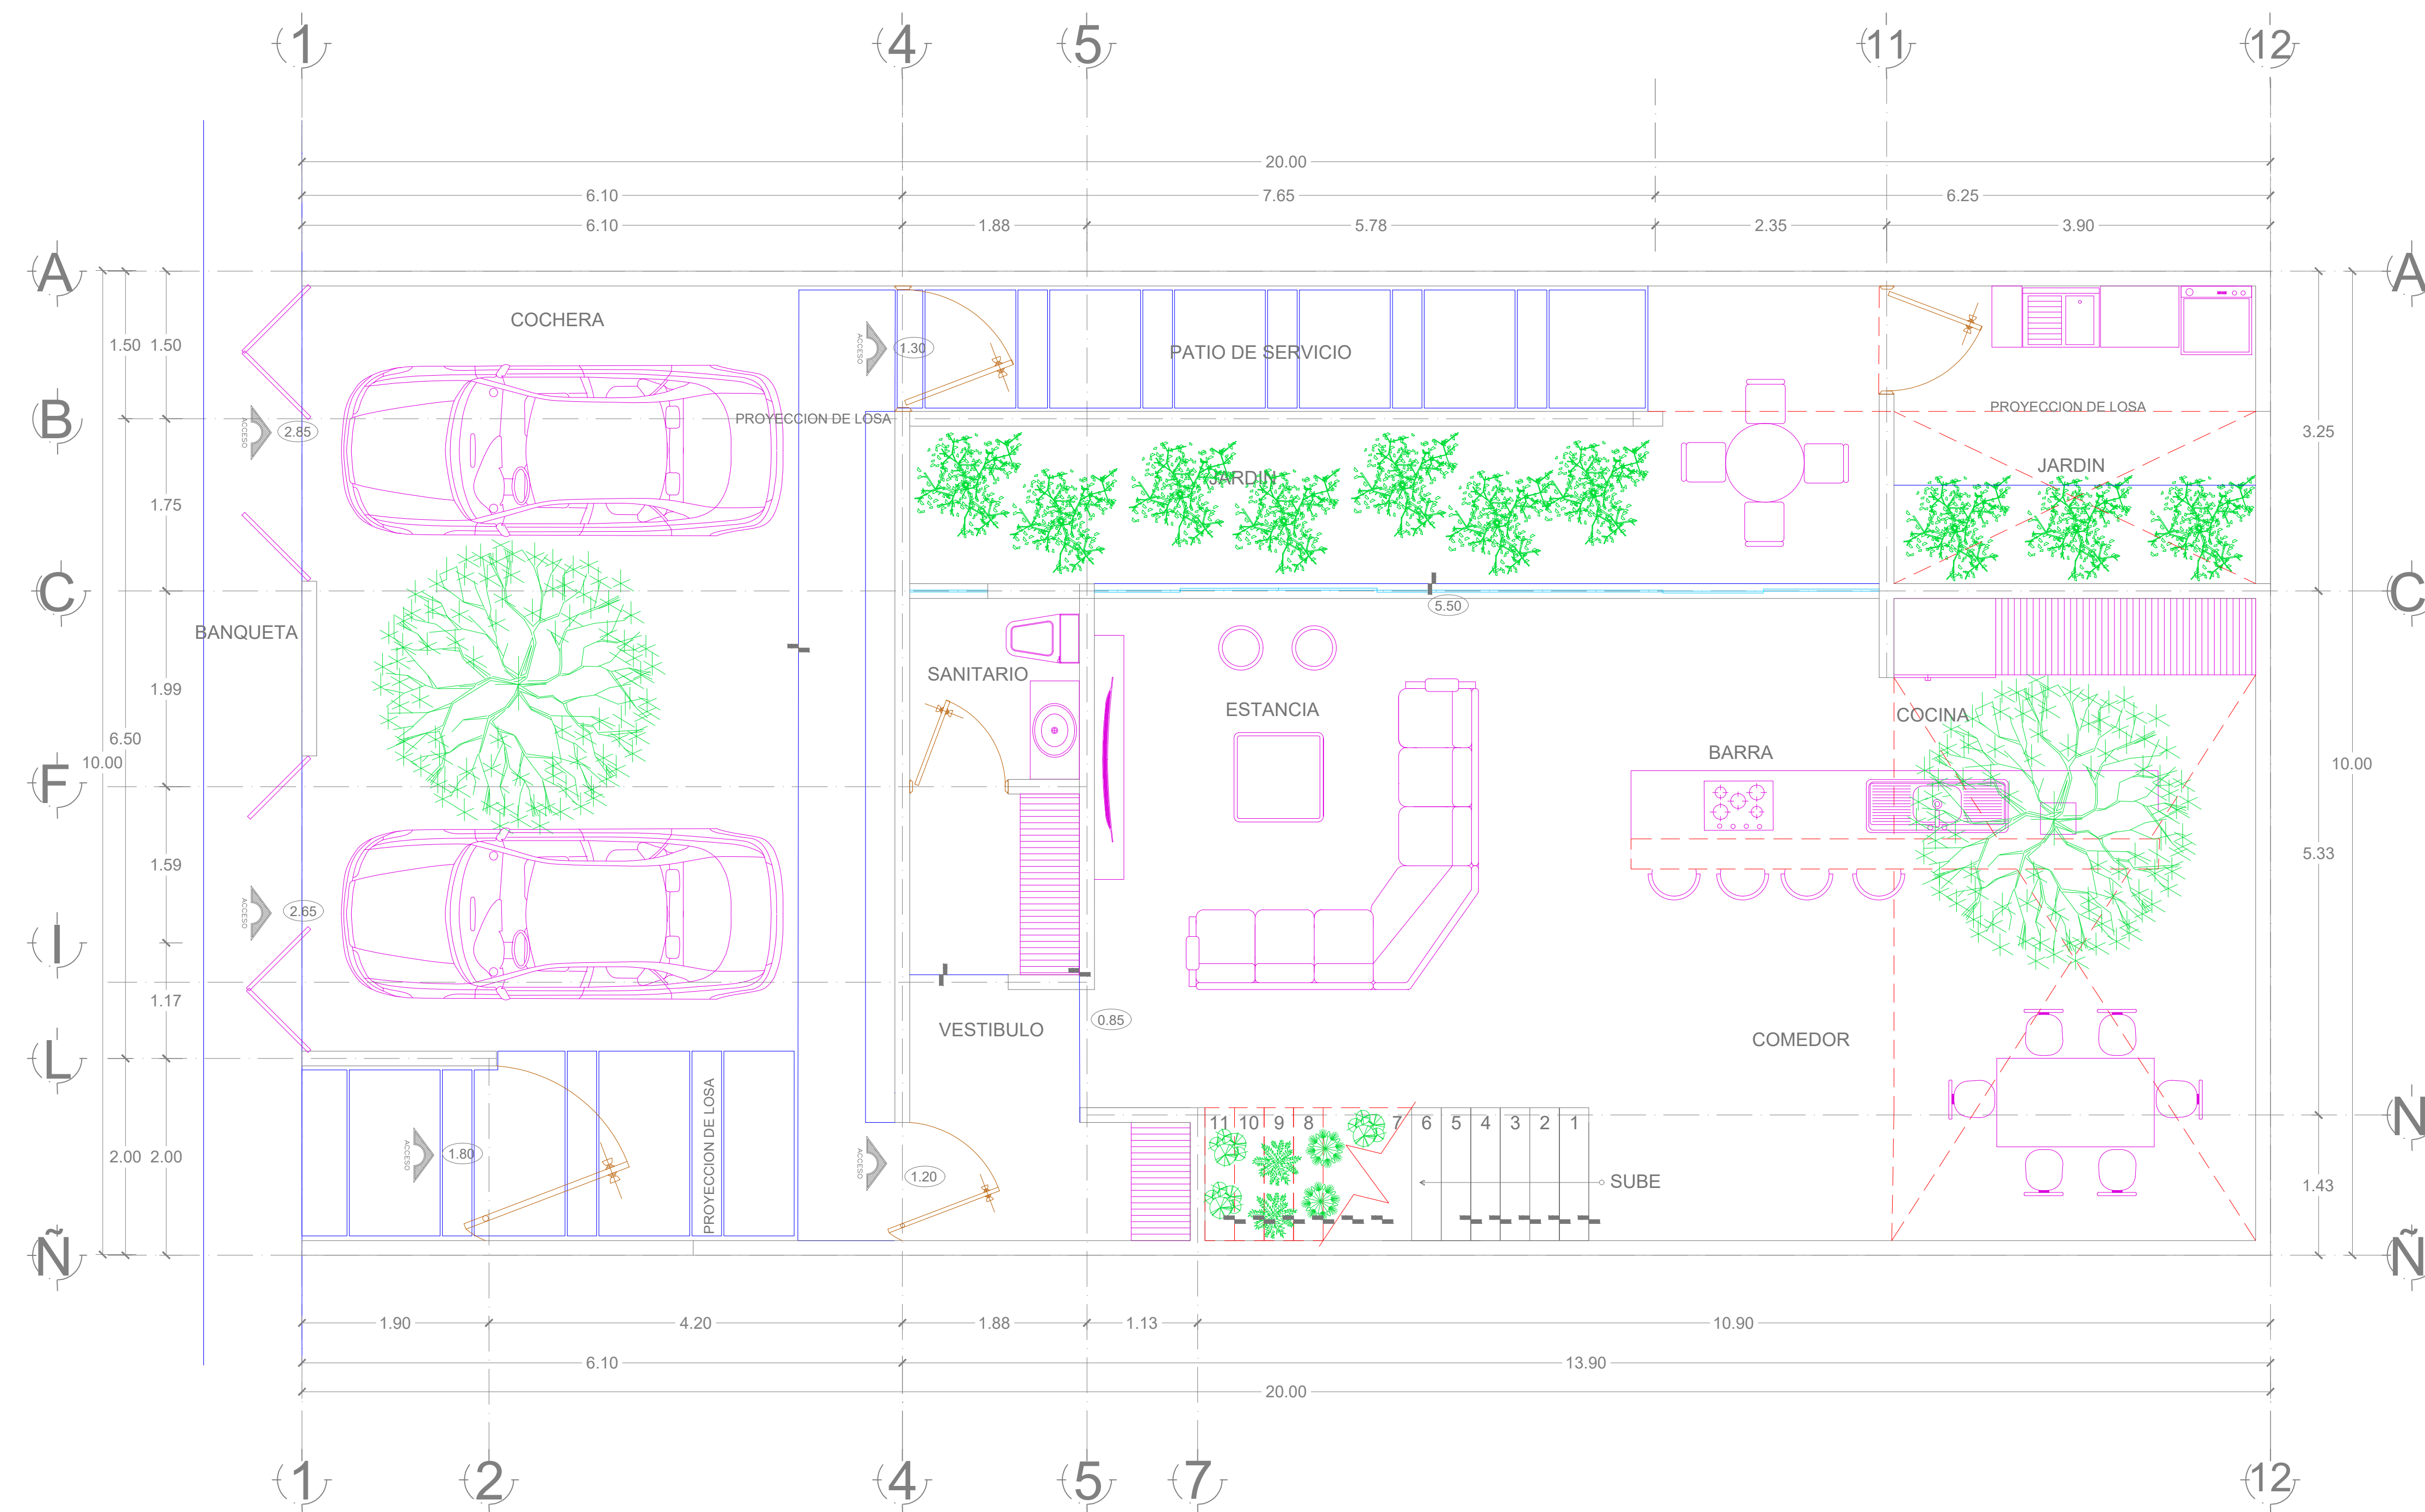 1 4 5 11 12
20.00
6.10 7.65 6.25
6.10 1.88 5.78 2.35 3.90
A A
COCHERA
1.50 1.50
ACCESO 1.30
PATIO DE SERVICIO
B
PROYECCION DE LOSA
PROYECCION DE LOSA
ACCESO 2.85
3.25
JARDIN
JARDIN
1.75
C C
5.50
BANQUETA
SANITARIO
1.99
ESTANCIA
COCINA
6.50
BARRA
10.00 10.00
F
1.59
5.33
ACCESO 2.65
I
1.17
0.85
VESTIBULO
COMEDOR
L
PROYECCION DE LOSA
N
11 10 9 8 7 6 5 4 3 2 1
2.00 2.00
ACCESO 1.80
ACCESO 1.20
SUBE
1.43
Ñ Ñ
1.90 4.20 1.88 1.13 10.90
6.10 13.90
20.00
1 2 4 5 7 12